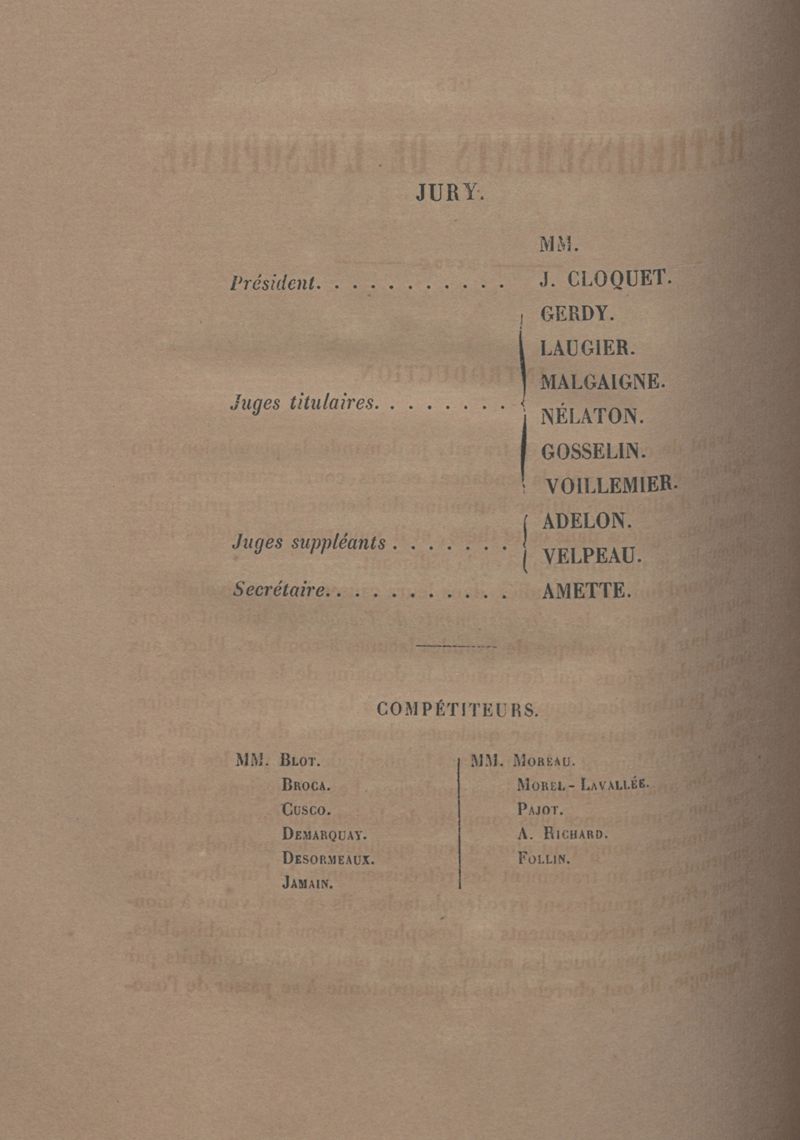 JURY.
MM.
Président. . . . . . . . . . . J. CLOQUET.
GERDY.
LAUGIER.
MALGAIGNE.
Juges titulaires. . . . . . . .
NÉLATON.
GOSSELIN.
VOILLEMIER.
ADELON.
Juges suppléants . . . . . . .
VELPEAU.
Secrétaire. . . . . . . . . . . AMETTE.
COMPÉTITEURS.
MM. BLOT.
BROCA.
CUSCO.
DEMARQUAY.
DESORMEAUX.
JAMAIN.
MM. MOREAU.
MOREL-LAVALLÉE.
PAJOT.
A. RICHARD.
FOLLIN.